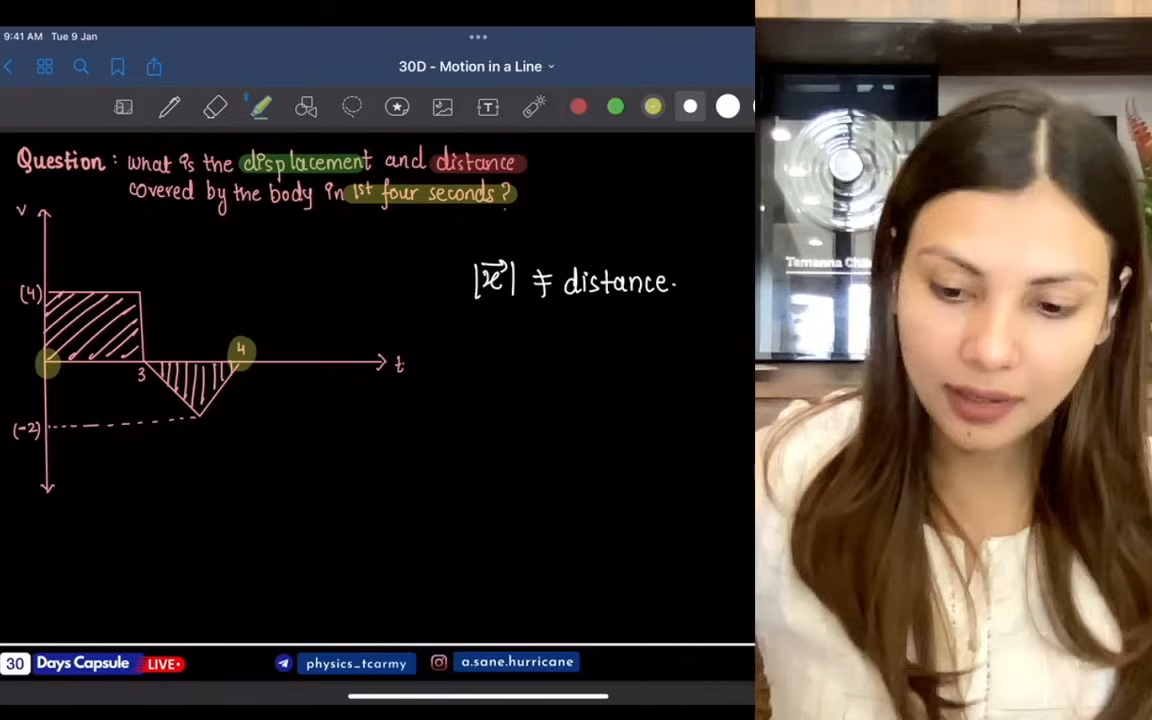 9:41 AM Tue 9 Jan
30D - Motion in a Line
T
Question : What is the displacement and distance
covered by the body in 1st four seconds ?
v
(4)
|x| ≠ distance.
4
t
3
(-2)
30 Days Capsule LIVE
physics_tcarmy
a.sane.hurricane